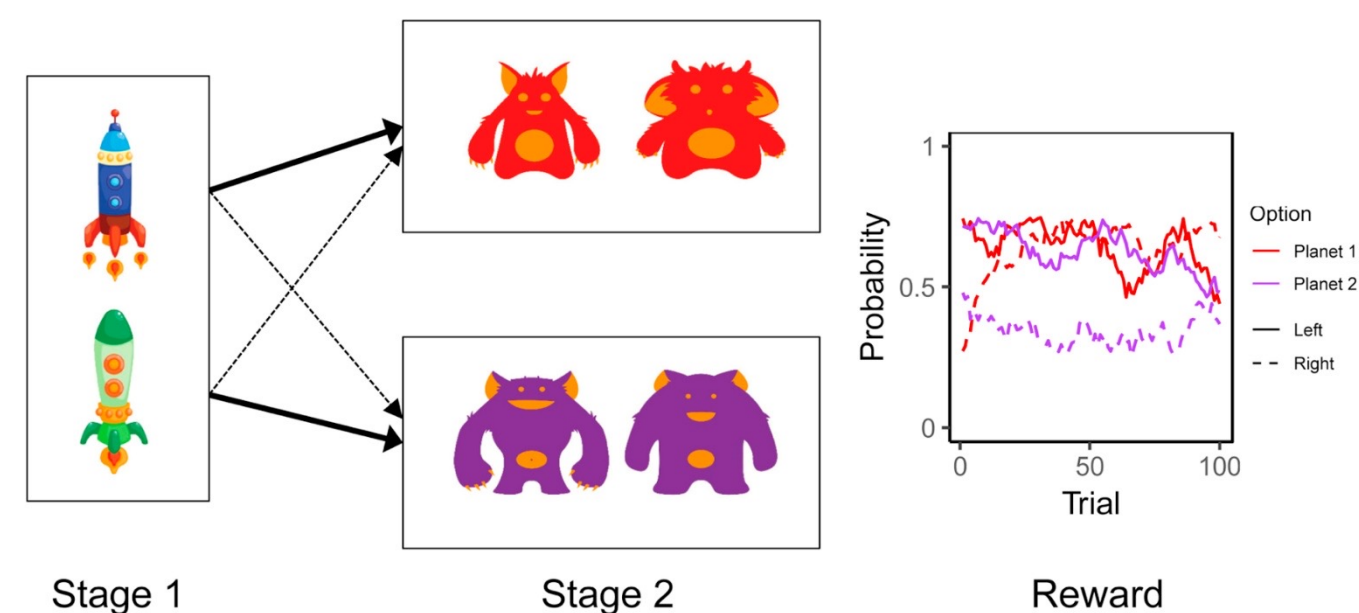 Stage 1
Stage 2
Probability
1
0.5
0
0
50
100
Trial
Option
Planet 1
Planet 2
Left
Right
Reward